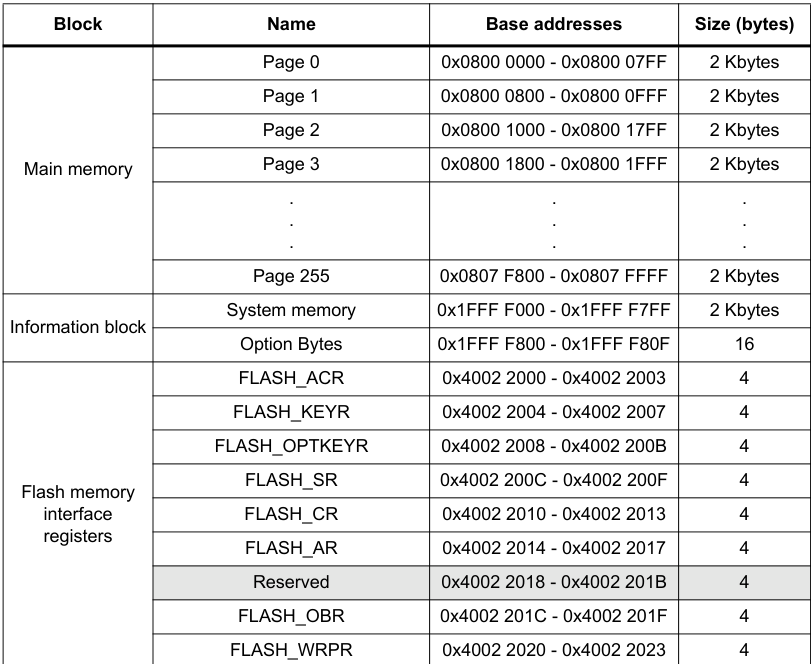 Block Name Base addresses Size (bytes)
Main memory
Page 0 0x0800 0000 - 0x0800 07FF 2 Kbytes
Page 1 0x0800 0800 - 0x0800 0FFF 2 Kbytes
Page 2 0x0800 1000 - 0x0800 17FF 2 Kbytes
Page 3 0x0800 1800 - 0x0800 1FFF 2 Kbytes
. . .
. . .
. . .
Page 255 0x0807 F800 - 0x0807 FFFF 2 Kbytes
Information block
System memory 0x1FFF F000 - 0x1FFF F7FF 2 Kbytes
Option Bytes 0x1FFF F800 - 0x1FFF F80F 16
Flash memory
interface
registers
FLASH_ACR 0x4002 2000 - 0x4002 2003 4
FLASH_KEYR 0x4002 2004 - 0x4002 2007 4
FLASH_OPTKEYR 0x4002 2008 - 0x4002 200B 4
FLASH_SR 0x4002 200C - 0x4002 200F 4
FLASH_CR 0x4002 2010 - 0x4002 2013 4
FLASH_AR 0x4002 2014 - 0x4002 2017 4
Reserved 0x4002 2018 - 0x4002 201B 4
FLASH_OBR 0x4002 201C - 0x4002 201F 4
FLASH_WRPR 0x4002 2020 - 0x4002 2023 4